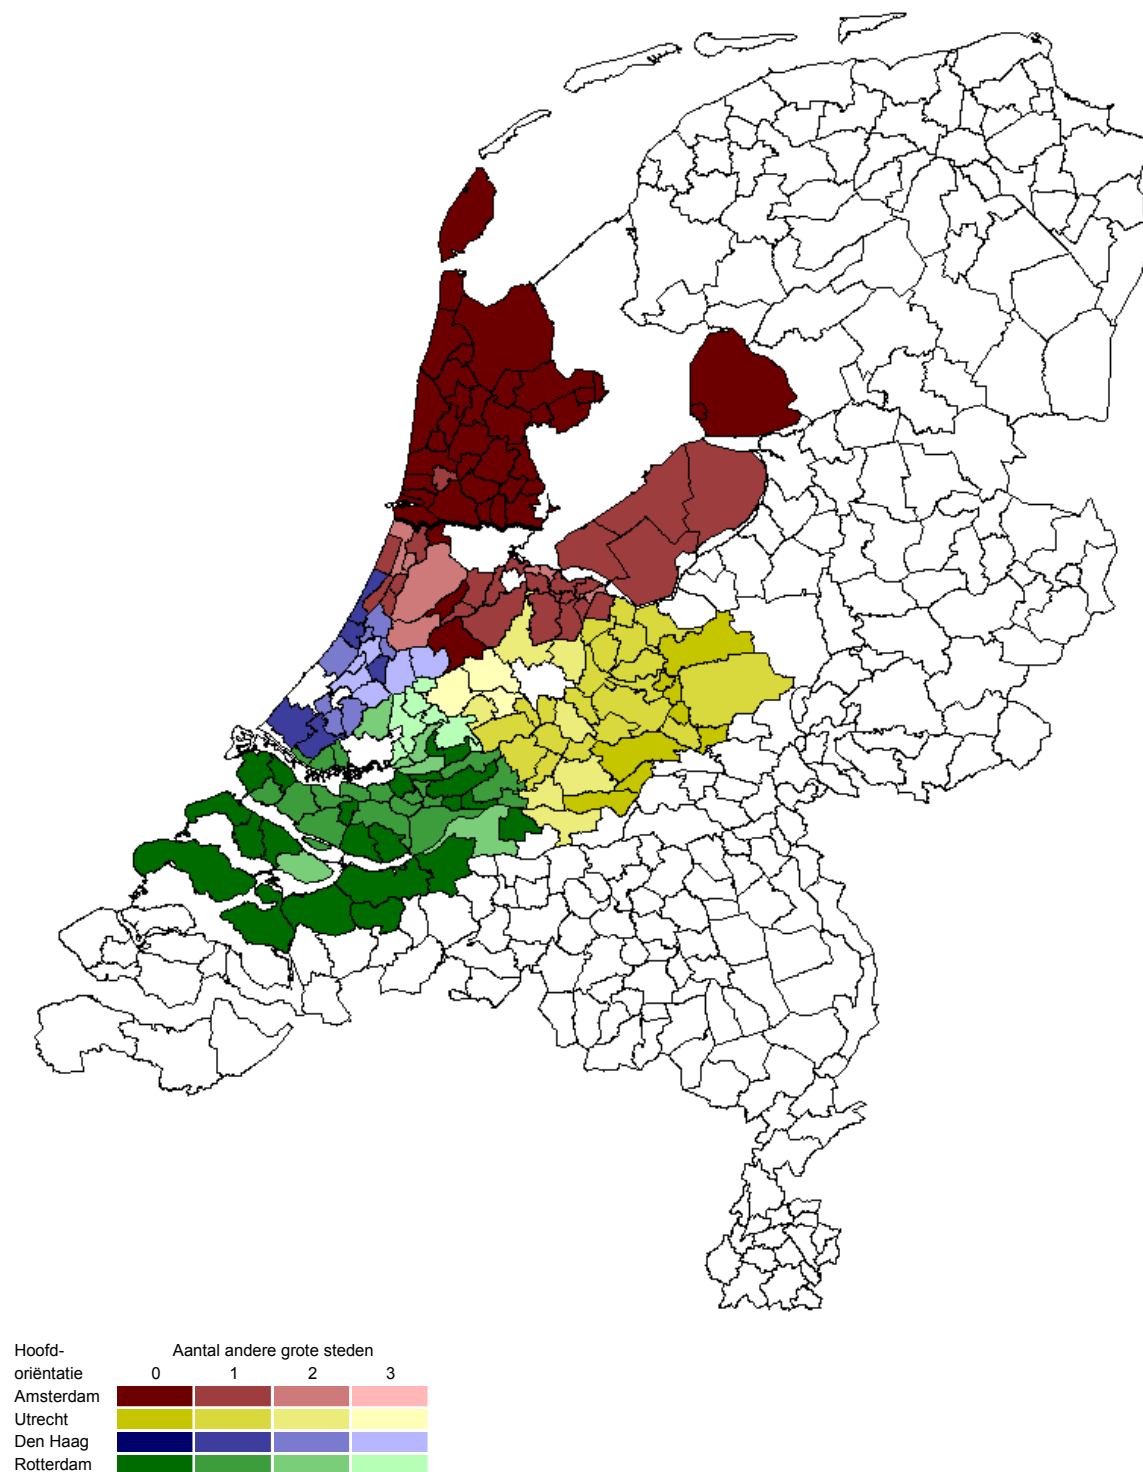 Hoofd- Aantal andere grote steden
oriëntatie 0 1 2 3
Amsterdam
Utrecht
Den Haag
Rotterdam